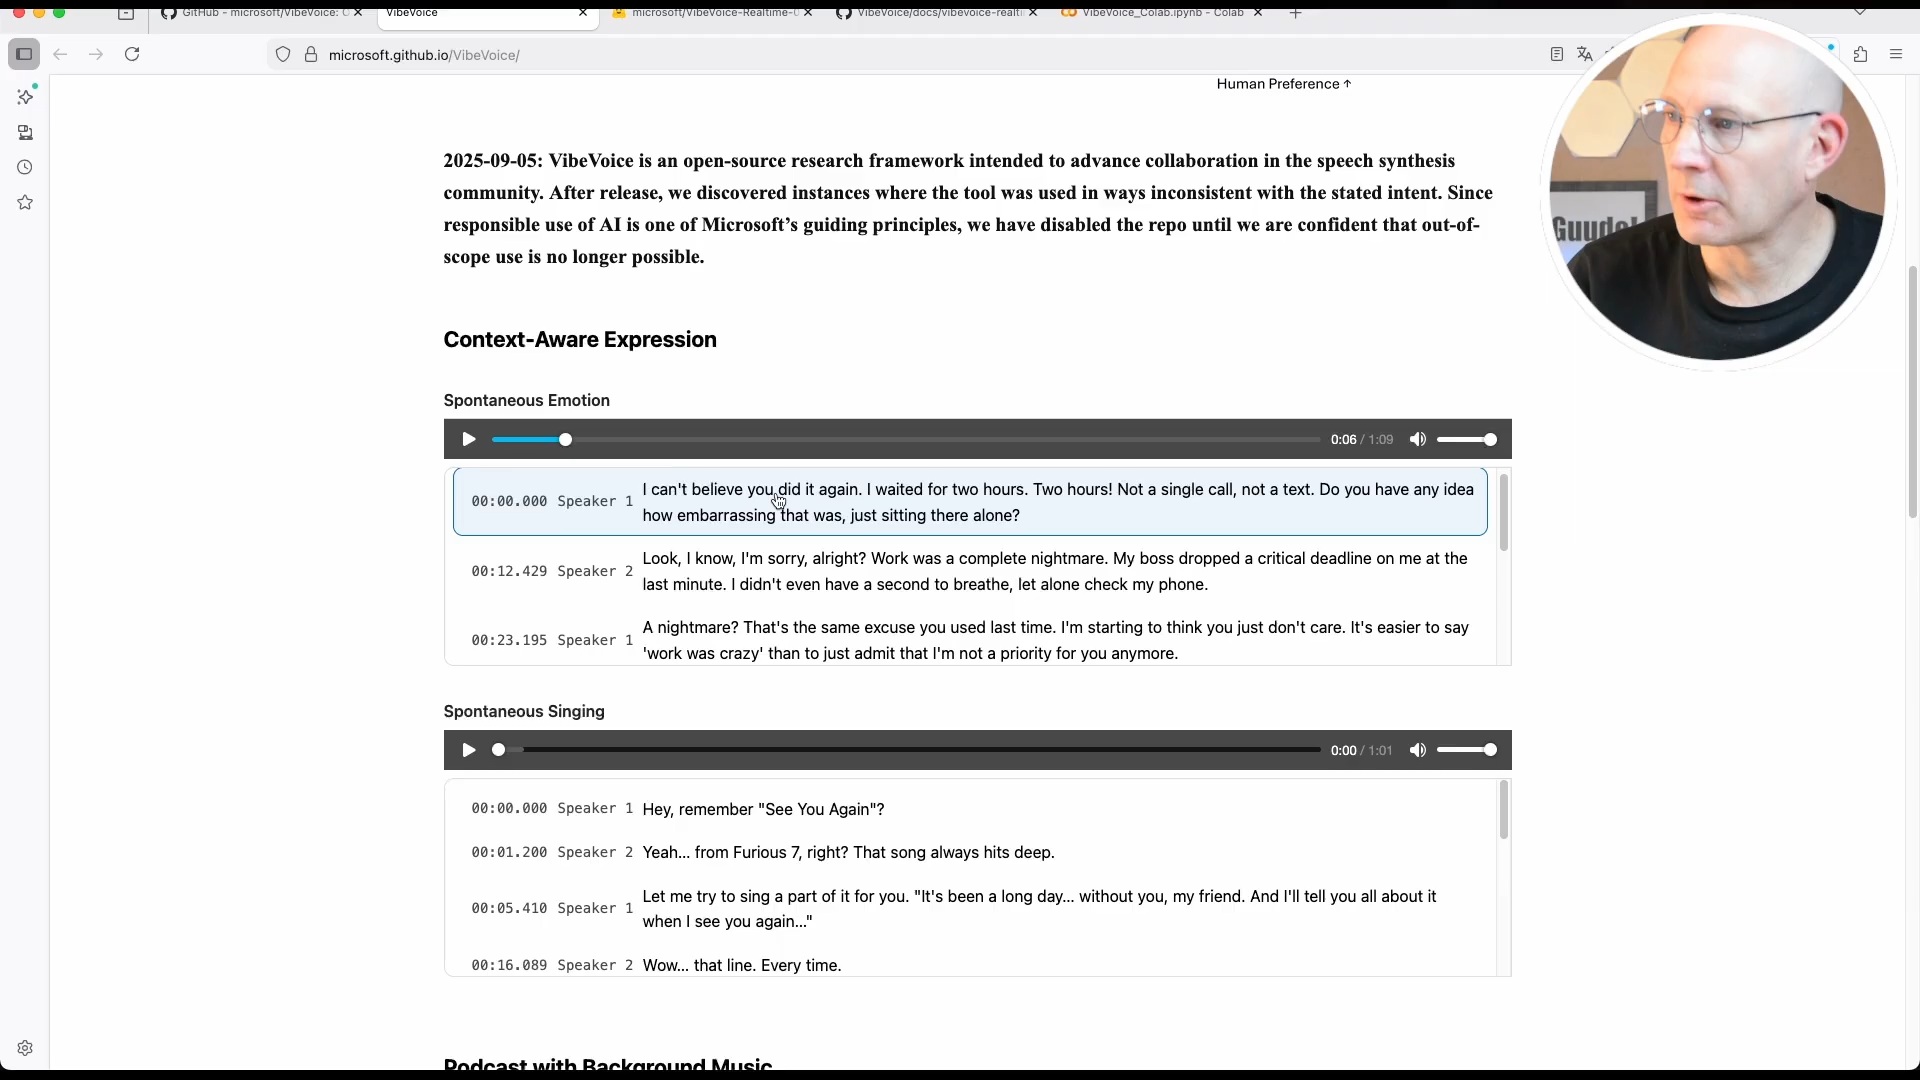 GitHub - microsoft/VibeVoice:
VibeVoice
microsoft/VibeVoice-Realtime-
VibeVoice/docs/vibevoice-realti
VibeVoice_Colab.ipynb - Colab
microsoft.github.io/VibeVoice/
Human Preference ↑
2025-09-05: VibeVoice is an open-source research framework intended to advance collaboration in the speech synthesis
community. After release, we discovered instances where the tool was used in ways inconsistent with the stated intent. Since
responsible use of AI is one of Microsoft’s guiding principles, we have disabled the repo until we are confident that out-of-
scope use is no longer possible.
Context-Aware Expression
Spontaneous Emotion
0:06 / 1:09
00:00.000 Speaker 1 I can't believe you did it again. I waited for two hours. Two hours! Not a single call, not a text. Do you have any idea
how embarrassing that was, just sitting there alone?
00:12.429 Speaker 2 Look, I know, I'm sorry, alright? Work was a complete nightmare. My boss dropped a critical deadline on me at the
last minute. I didn't even have a second to breathe, let alone check my phone.
00:23.195 Speaker 1 A nightmare? That's the same excuse you used last time. I'm starting to think you just don't care. It's easier to say
'work was crazy' than to just admit that I'm not a priority for you anymore.
Spontaneous Singing
0:00 / 1:01
00:00.000 Speaker 1 Hey, remember "See You Again"?
00:01.200 Speaker 2 Yeah... from Furious 7, right? That song always hits deep.
00:05.410 Speaker 1 Let me try to sing a part of it for you. "It's been a long day... without you, my friend. And I'll tell you all about it
when I see you again..."
00:16.089 Speaker 2 Wow... that line. Every time.
Podcast with Background Music